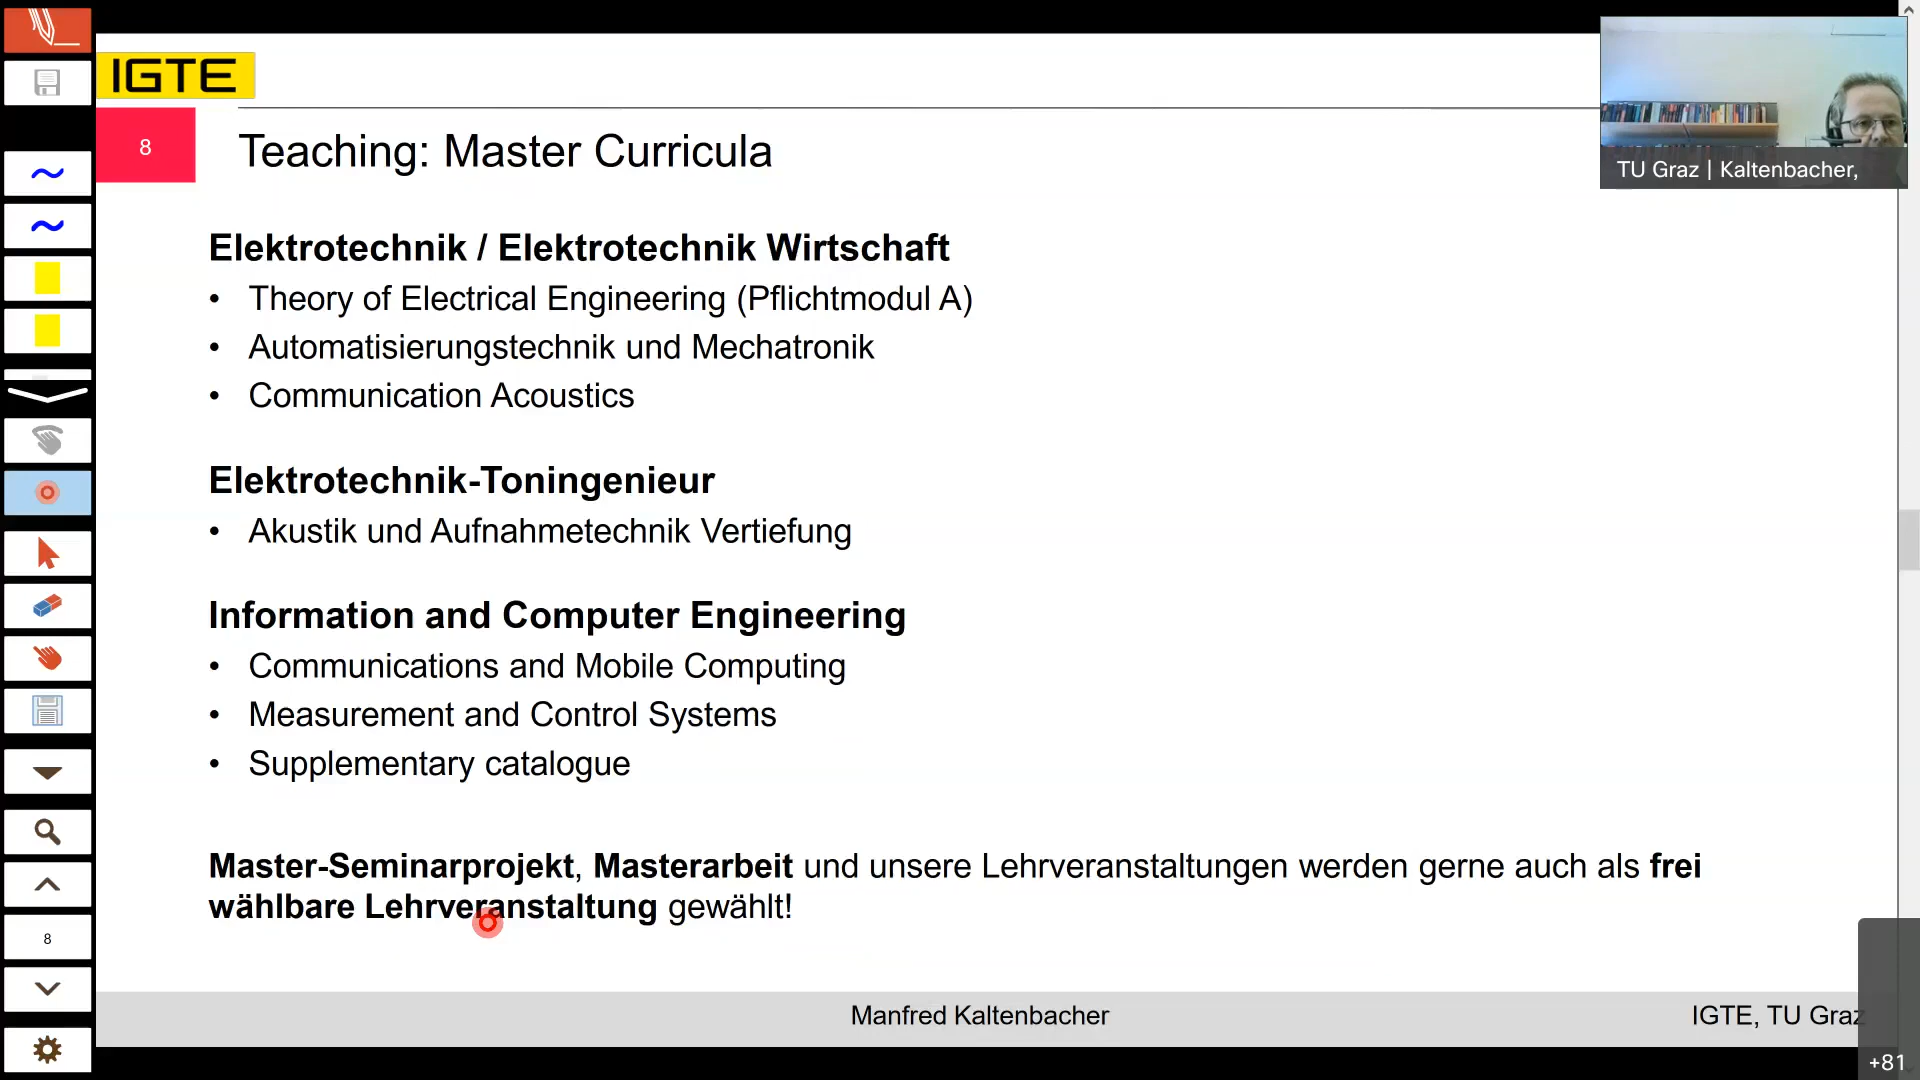 IGTE
8
Teaching: Master Curricula
TU Graz | Kaltenbacher,
Elektrotechnik / Elektrotechnik Wirtschaft
• Theory of Electrical Engineering (Pflichtmodul A)
• Automatisierungstechnik und Mechatronik
• Communication Acoustics
Elektrotechnik-Toningenieur
• Akustik und Aufnahmetechnik Vertiefung
Information and Computer Engineering
• Communications and Mobile Computing
• Measurement and Control Systems
• Supplementary catalogue
Master-Seminarprojekt, Masterarbeit und unsere Lehrveranstaltungen werden gerne auch als frei
wählbare Lehrveranstaltung gewählt!
8
Manfred Kaltenbacher
IGTE, TU Graz
+81